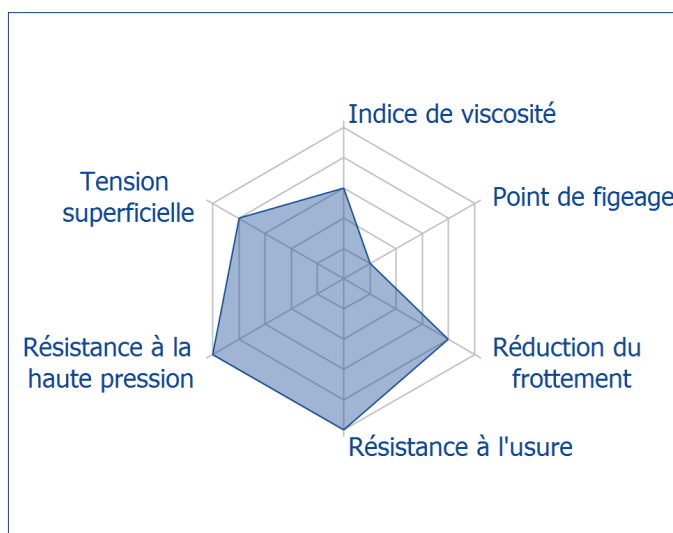 Indice de viscosité
Tension
superficielle
Point de figeage
Résistance à la
haute pression
Réduction du
frottement
Résistance à l'usure